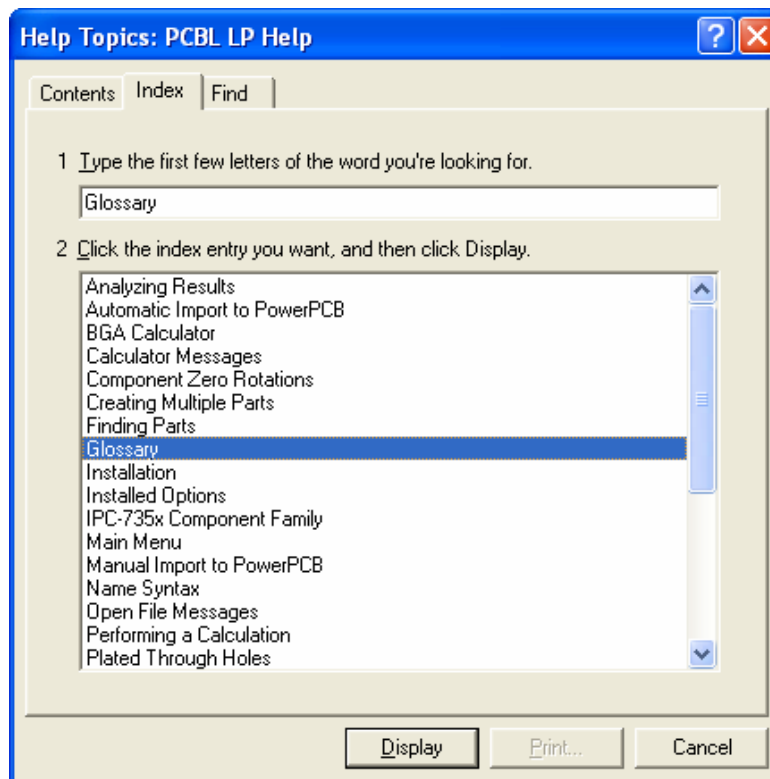 Help Topics: PCBL LP Help
Contents Index Find
1 Type the first few letters of the word you're looking for.
Glossary
2 Click the index entry you want, and then click Display.
Analyzing Results
Automatic Import to PowerPCB
BGA Calculator
Calculator Messages
Component Zero Rotations
Creating Multiple Parts
Finding Parts
Glossary
Installation
Installed Options
IPC-735x Component Family
Main Menu
Manual Import to PowerPCB
Name Syntax
Open File Messages
Performing a Calculation
Plated Through Holes
Display Print... Cancel